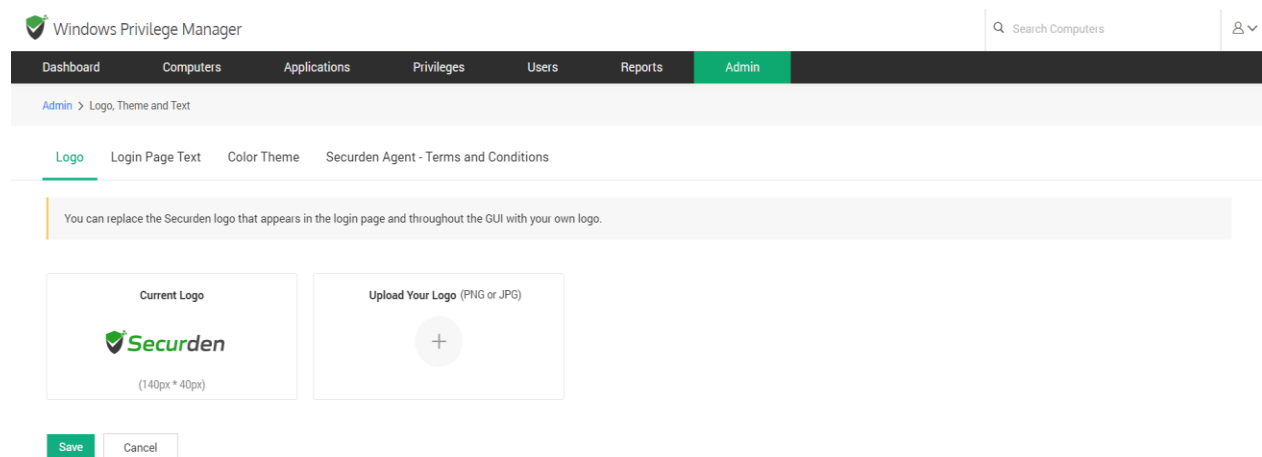 Windows Privilege Manager
Search Computers
Dashboard Computers Applications Privileges Users Reports Admin
Admin > Logo, Theme and Text
Logo Login Page Text Color Theme Securden Agent - Terms and Conditions
You can replace the Securden logo that appears in the login page and throughout the GUI with your own logo.
Current Logo
Securden
(140px * 40px)
Upload Your Logo (PNG or JPG)
+
Save Cancel